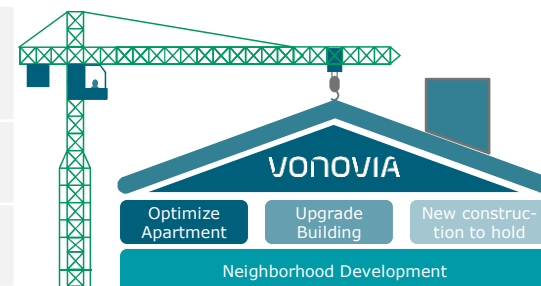 VONOVIA
Optimize
Apartment
Upgrade
Building
New construc-
tion to hold
Neighborhood Development